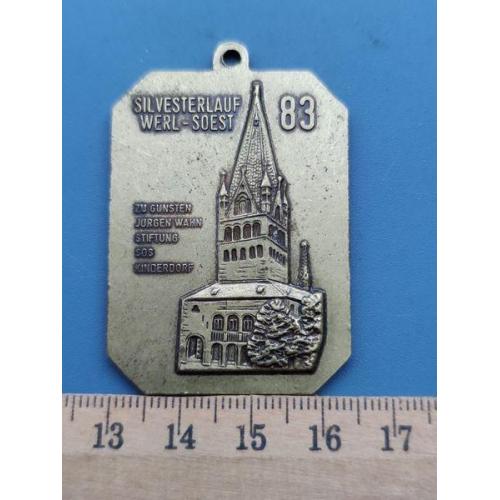 SILVESTERLAUF
WERL-SOEST 83
ZU GUNSTEN
JÜRGEN WAHN
STIFTUNG
SOS
KINDERDORF
13 14 15 16 17